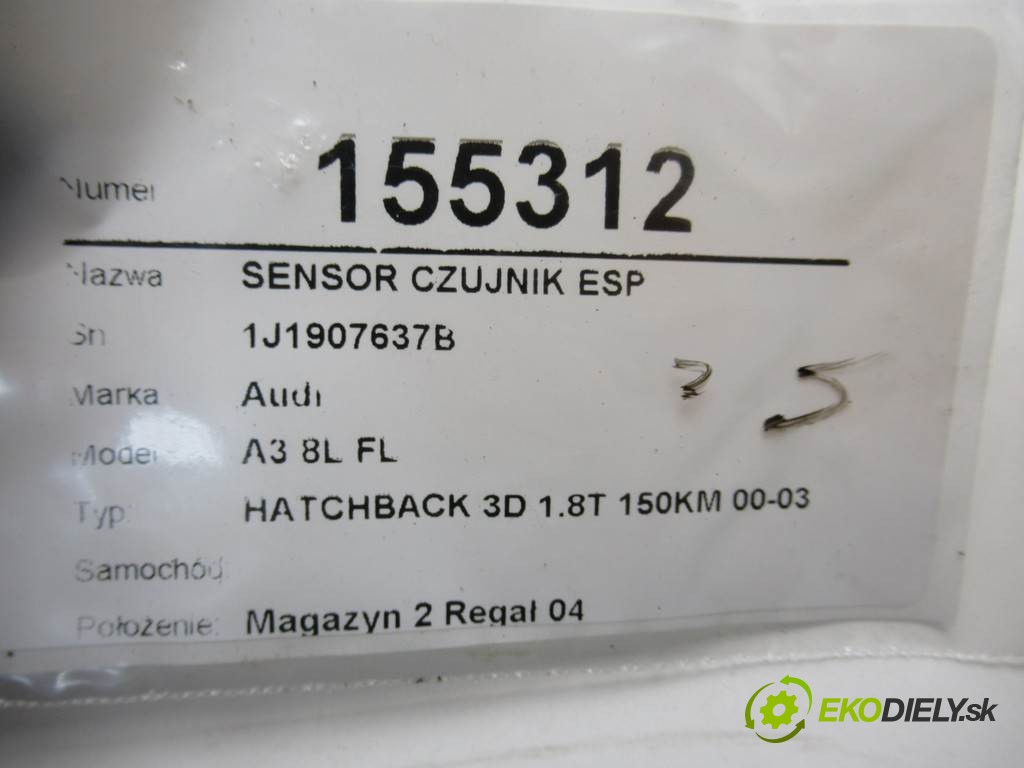 Numer 155312
Nazwa SENSOR CZUJNIK ESP
Sn 1J1907637B
Marka Audi
Model A3 8L FL
Typ: HATCHBACK 3D 1.8T 150KM 00-03
Samochód:
Położenie: Magazyn 2 Regał 04
5
EKODIELY.sk